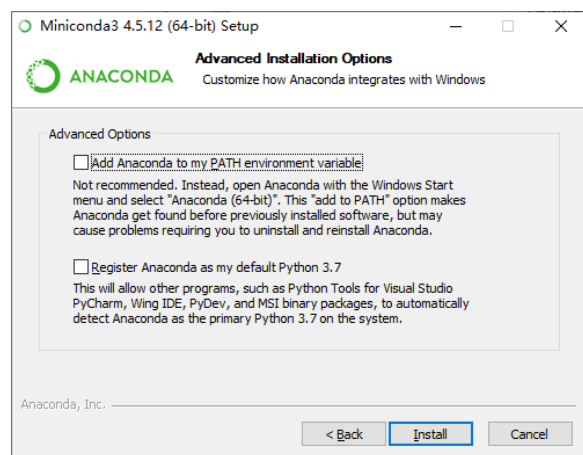 Miniconda3 4.5.12 (64-bit) Setup
ANACONDA
Advanced Installation Options
Customize how Anaconda integrates with Windows
Advanced Options
Add Anaconda to my PATH environment variable
Not recommended. Instead, open Anaconda with the Windows Start
menu and select "Anaconda (64-bit)". This "add to PATH" option makes
Anaconda get found before previously installed software, but may
cause problems requiring you to uninstall and reinstall Anaconda.
Register Anaconda as my default Python 3.7
This will allow other programs, such as Python Tools for Visual Studio
PyCharm, Wing IDE, PyDev, and MSI binary packages, to automatically
detect Anaconda as the primary Python 3.7 on the system.
Anaconda, Inc.
< Back
Install
Cancel